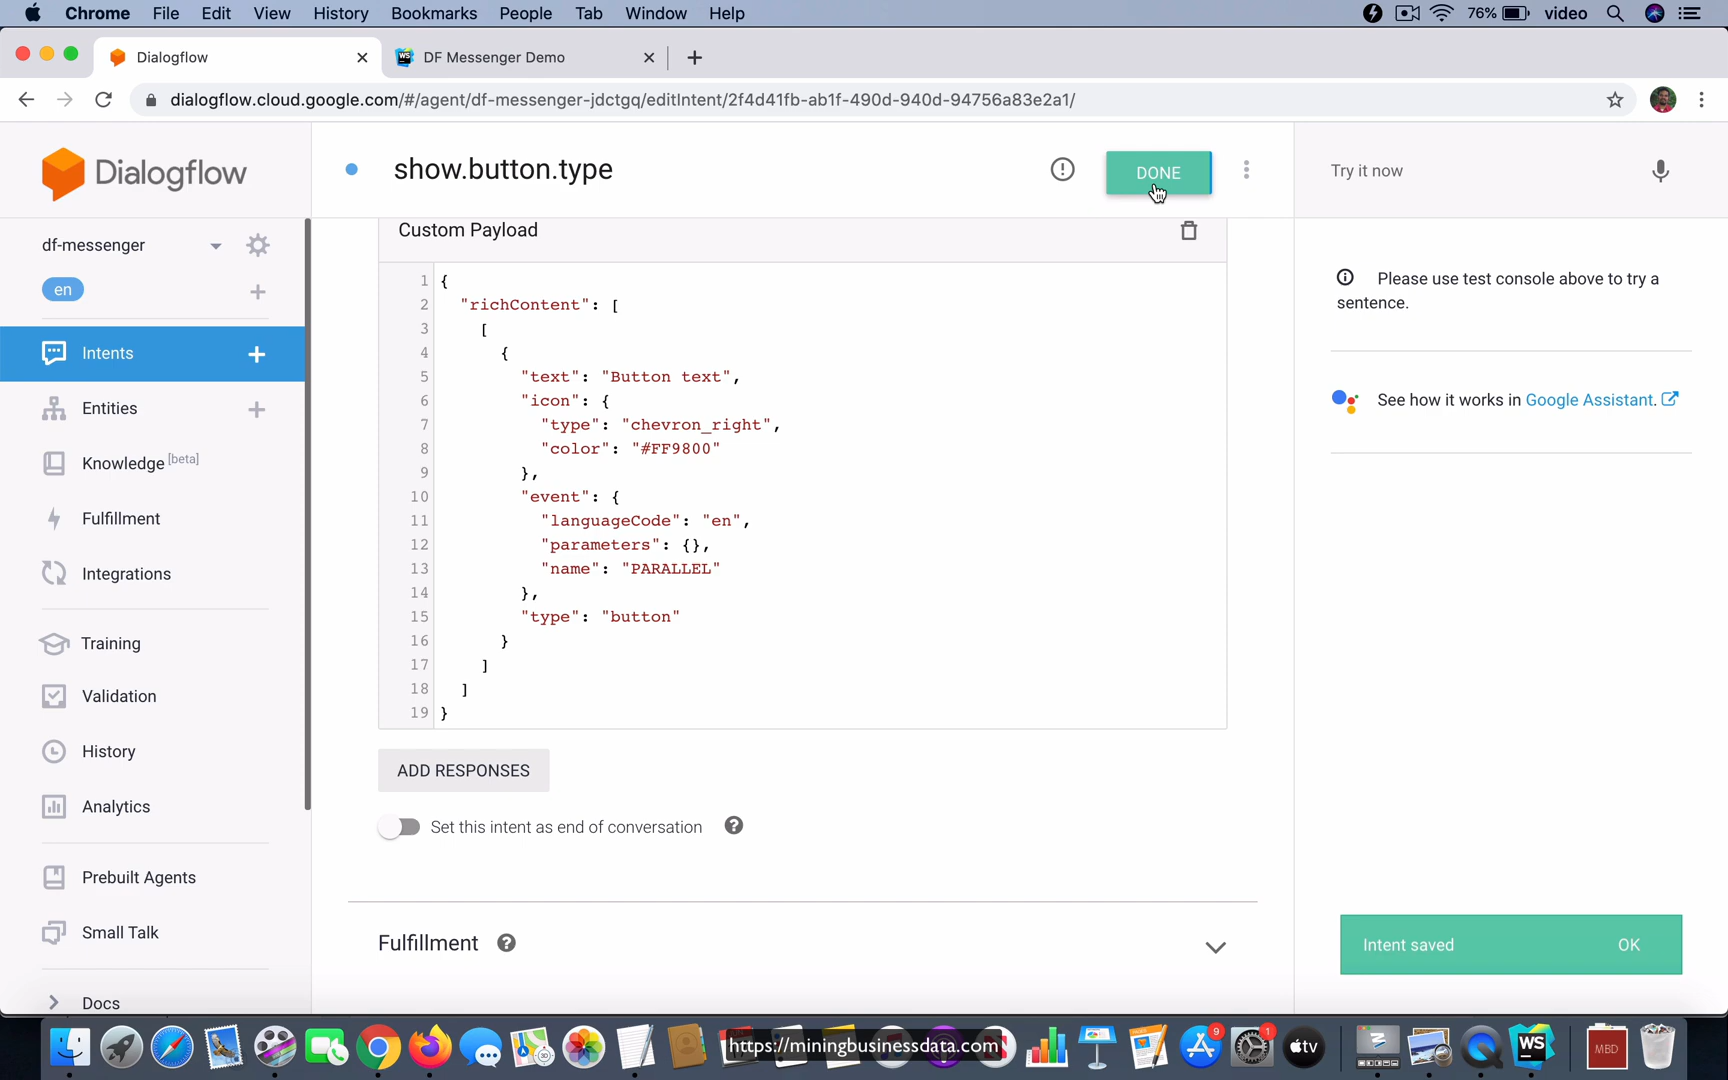 Chrome File Edit View History Bookmarks People Tab Window Help 76% video
Dialogflow
DF Messenger Demo
dialogflow.cloud.google.com/#/agent/df-messenger-jdctgq/editIntent/2f4d41fb-ab1f-490d-940d-94756a83e2a1/
Dialogflow
show.button.type
DONE
Try it now
df-messenger
en
Intents
Entities
Knowledge [beta]
Fulfillment
Integrations
Training
Validation
History
Analytics
Prebuilt Agents
Small Talk
Docs
Custom Payload
1 {
2 "richContent": [
3 [
4 {
5 "text": "Button text",
6 "icon": {
7 "type": "chevron_right",
8 "color": "#FF9800"
9 },
10 "event": {
11 "languageCode": "en",
12 "parameters": {},
13 "name": "PARALLEL"
14 },
15 "type": "button"
16 }
17 ]
18 ]
19 }
ADD RESPONSES
Set this intent as end of conversation
Fulfillment
Please use test console above to try a
sentence.
See how it works in Google Assistant.
Intent saved OK
https://miningbusinessdata.com
30
9
1
tv
WS
MBD